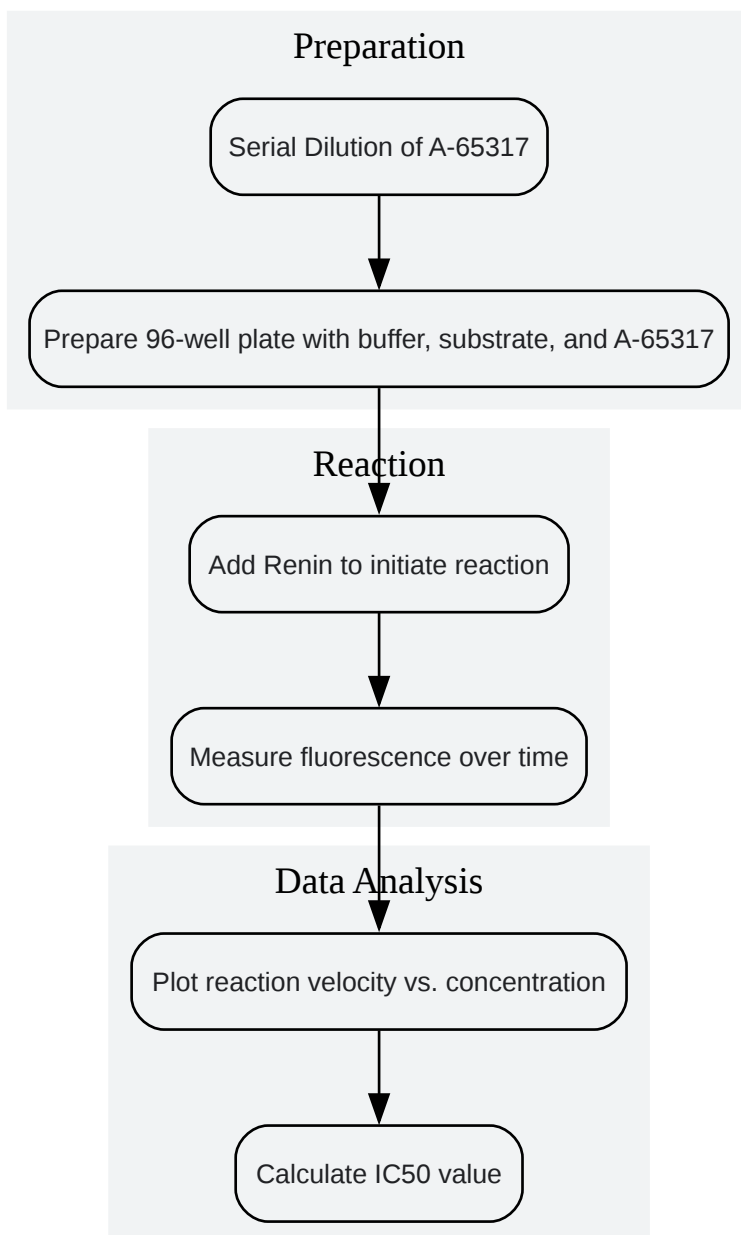 Preparation
Serial Dilution of A-65317
Prepare 96-well plate with buffer, substrate, and A-65317
Reaction
Add Renin to initiate reaction
Measure fluorescence over time
Data Analysis
Plot reaction velocity vs. concentration
Calculate IC50 value